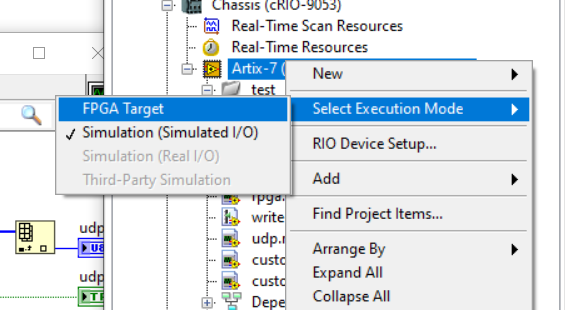 Chassis (cRIO-9053)
Real-Time Scan Resources
Real-Time Resources
Artix-7 (
test
New
Select Execution Mode
RIO Device Setup...
Add
Find Project Items...
Arrange By
Expand All
Collapse All
FPGA Target
Simulation (Simulated I/O)
Simulation (Real I/O)
Third-Party Simulation
fpga.
write
udp.r
custo
custo
Depe
udp
U8
udp
TF